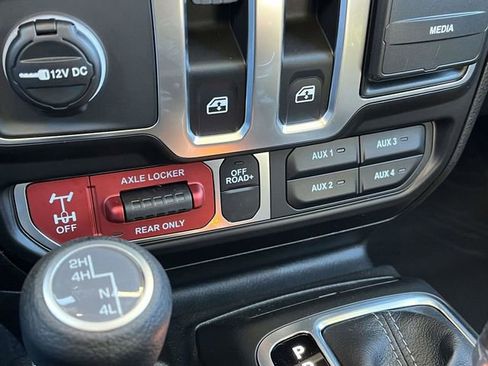 12V DC
MEDIA
AXLE LOCKER
OFF
REAR ONLY
OFF
ROAD+
AUX 1
AUX 3
AUX 2
AUX 4
2H
4H
N
4L
P